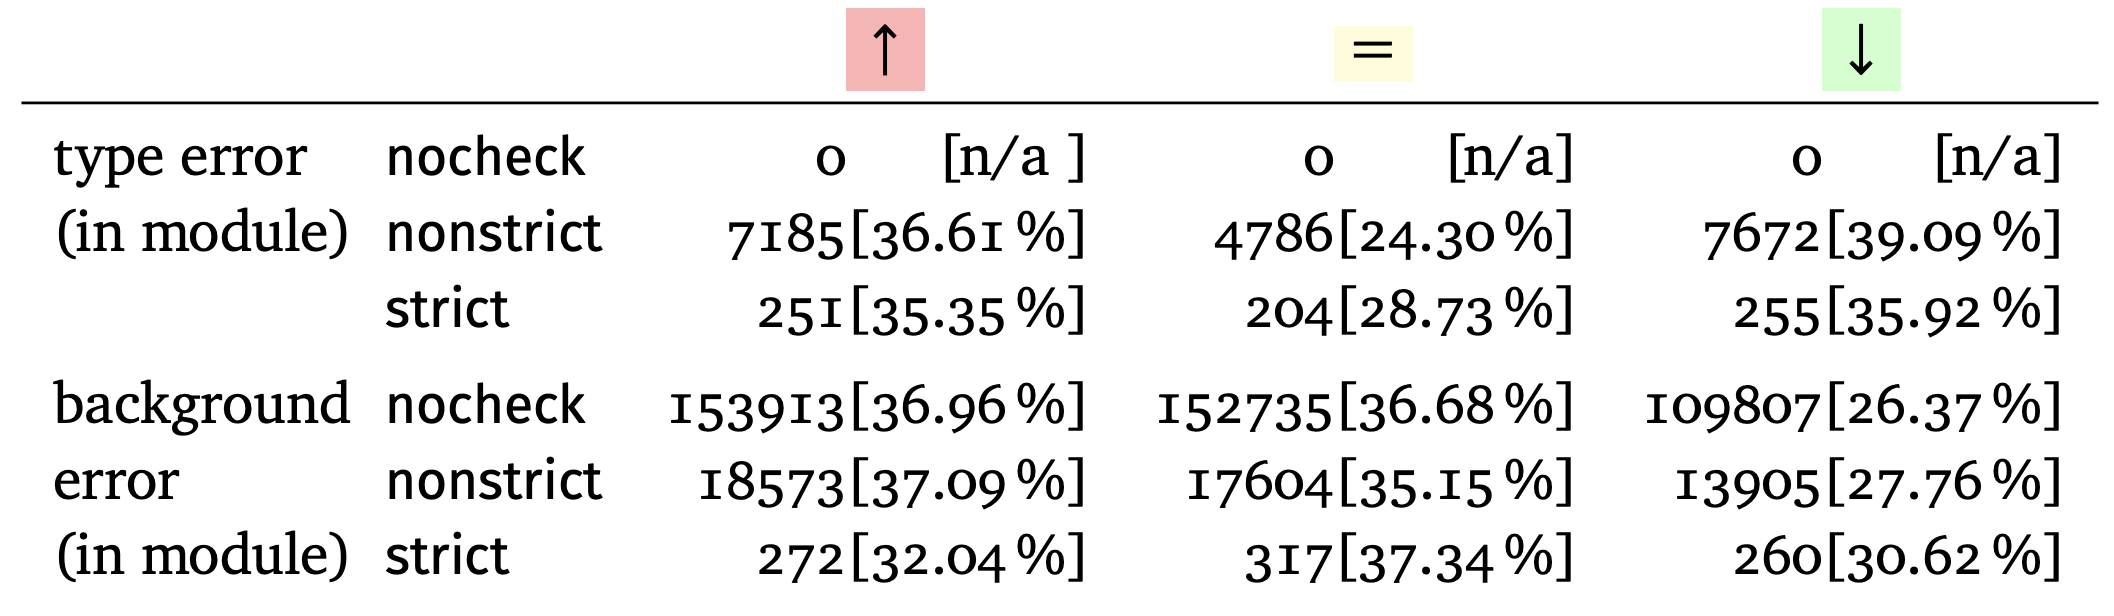 ↑ = ↓
type error nocheck 0 [n/a ] 0 [n/a] 0 [n/a]
(in module) nonstrict 7185[36.61 %] 4786[24.30 %] 7672[39.09 %]
strict 251[35.35 %] 204[28.73 %] 255[35.92 %]
background nocheck 153913[36.96 %] 152735[36.68 %] 109807[26.37 %]
error nonstrict 18573[37.09 %] 17604[35.15 %] 13905[27.76 %]
(in module) strict 272[32.04 %] 317[37.34 %] 260[30.62 %]